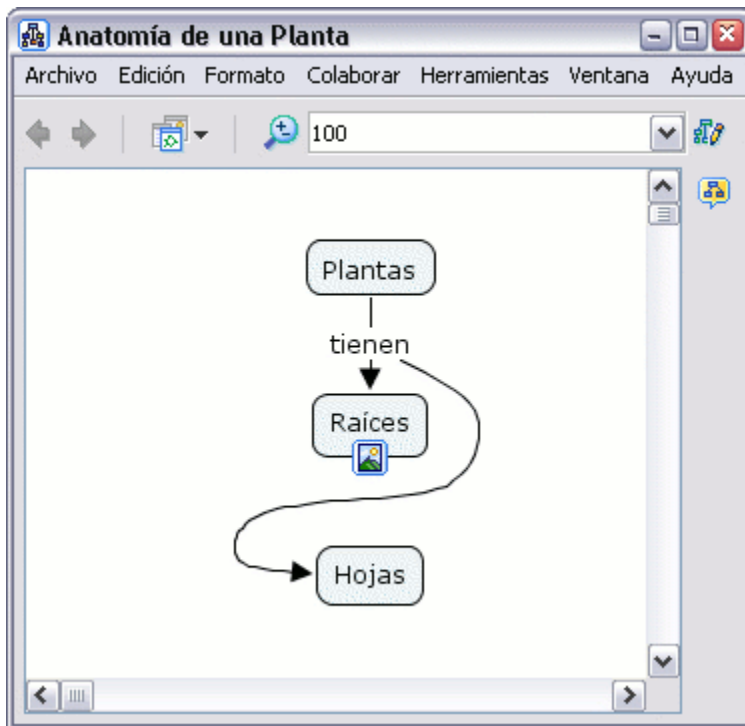 Anatomía de una Planta
Archivo Edición Formato Colaborar Herramientas Ventana Ayuda
100
Plantas
tienen
Raíces
Hojas